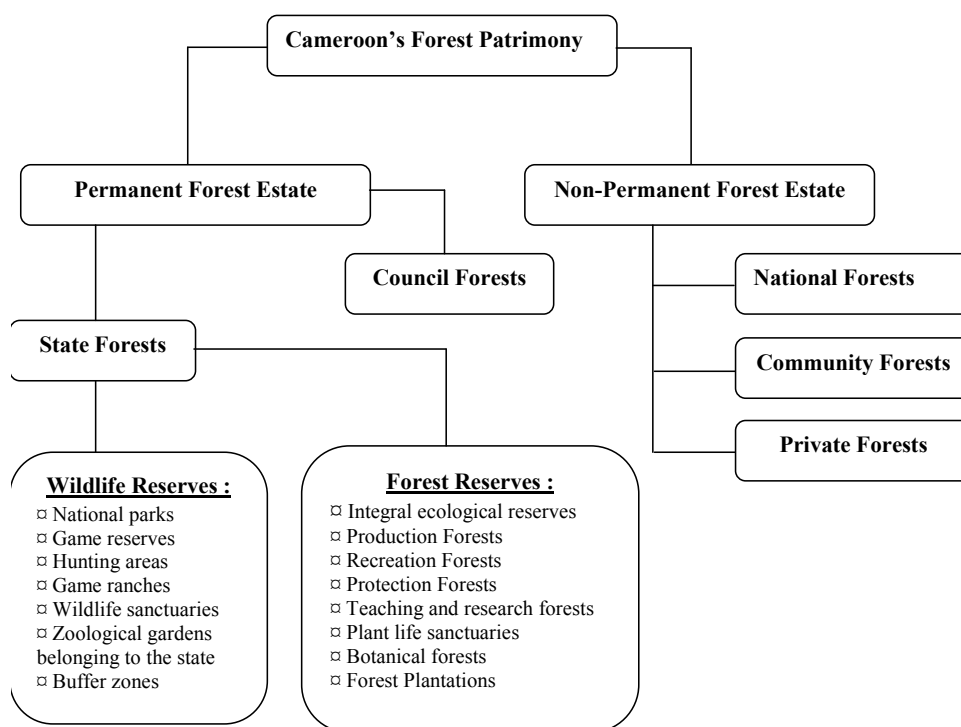 Cameroon's Forest Patrimony
Permanent Forest Estate
Non-Permanent Forest Estate
Council Forests
National Forests
State Forests
Community Forests
Private Forests
Wildlife Reserves :
¤ National parks
¤ Game reserves
¤ Hunting areas
¤ Game ranches
¤ Wildlife sanctuaries
¤ Zoological gardens
belonging to the state
¤ Buffer zones
Forest Reserves :
¤ Integral ecological reserves
¤ Production Forests
¤ Recreation Forests
¤ Protection Forests
¤ Teaching and research forests
¤ Plant life sanctuaries
¤ Botanical forests
¤ Forest Plantations